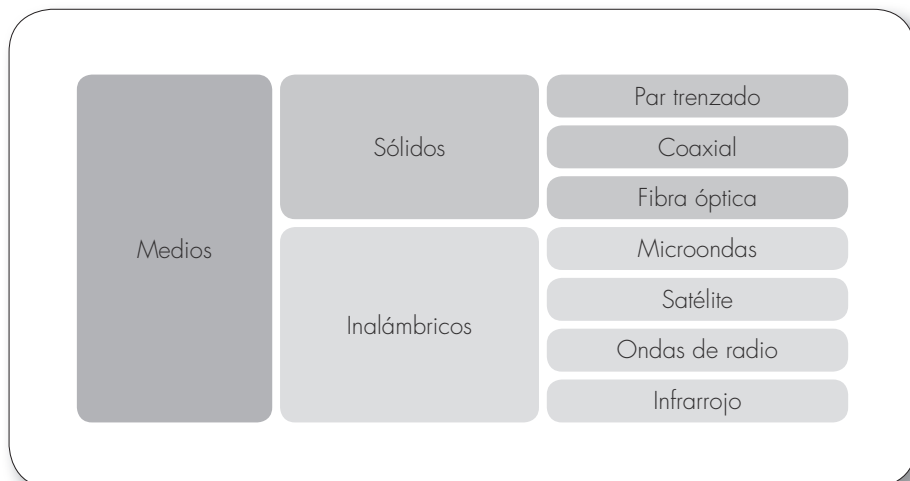 Medios
Sólidos
Par trenzado
Coaxial
Fibra óptica
Inalámbricos
Microondas
Satélite
Ondas de radio
Infrarrojo